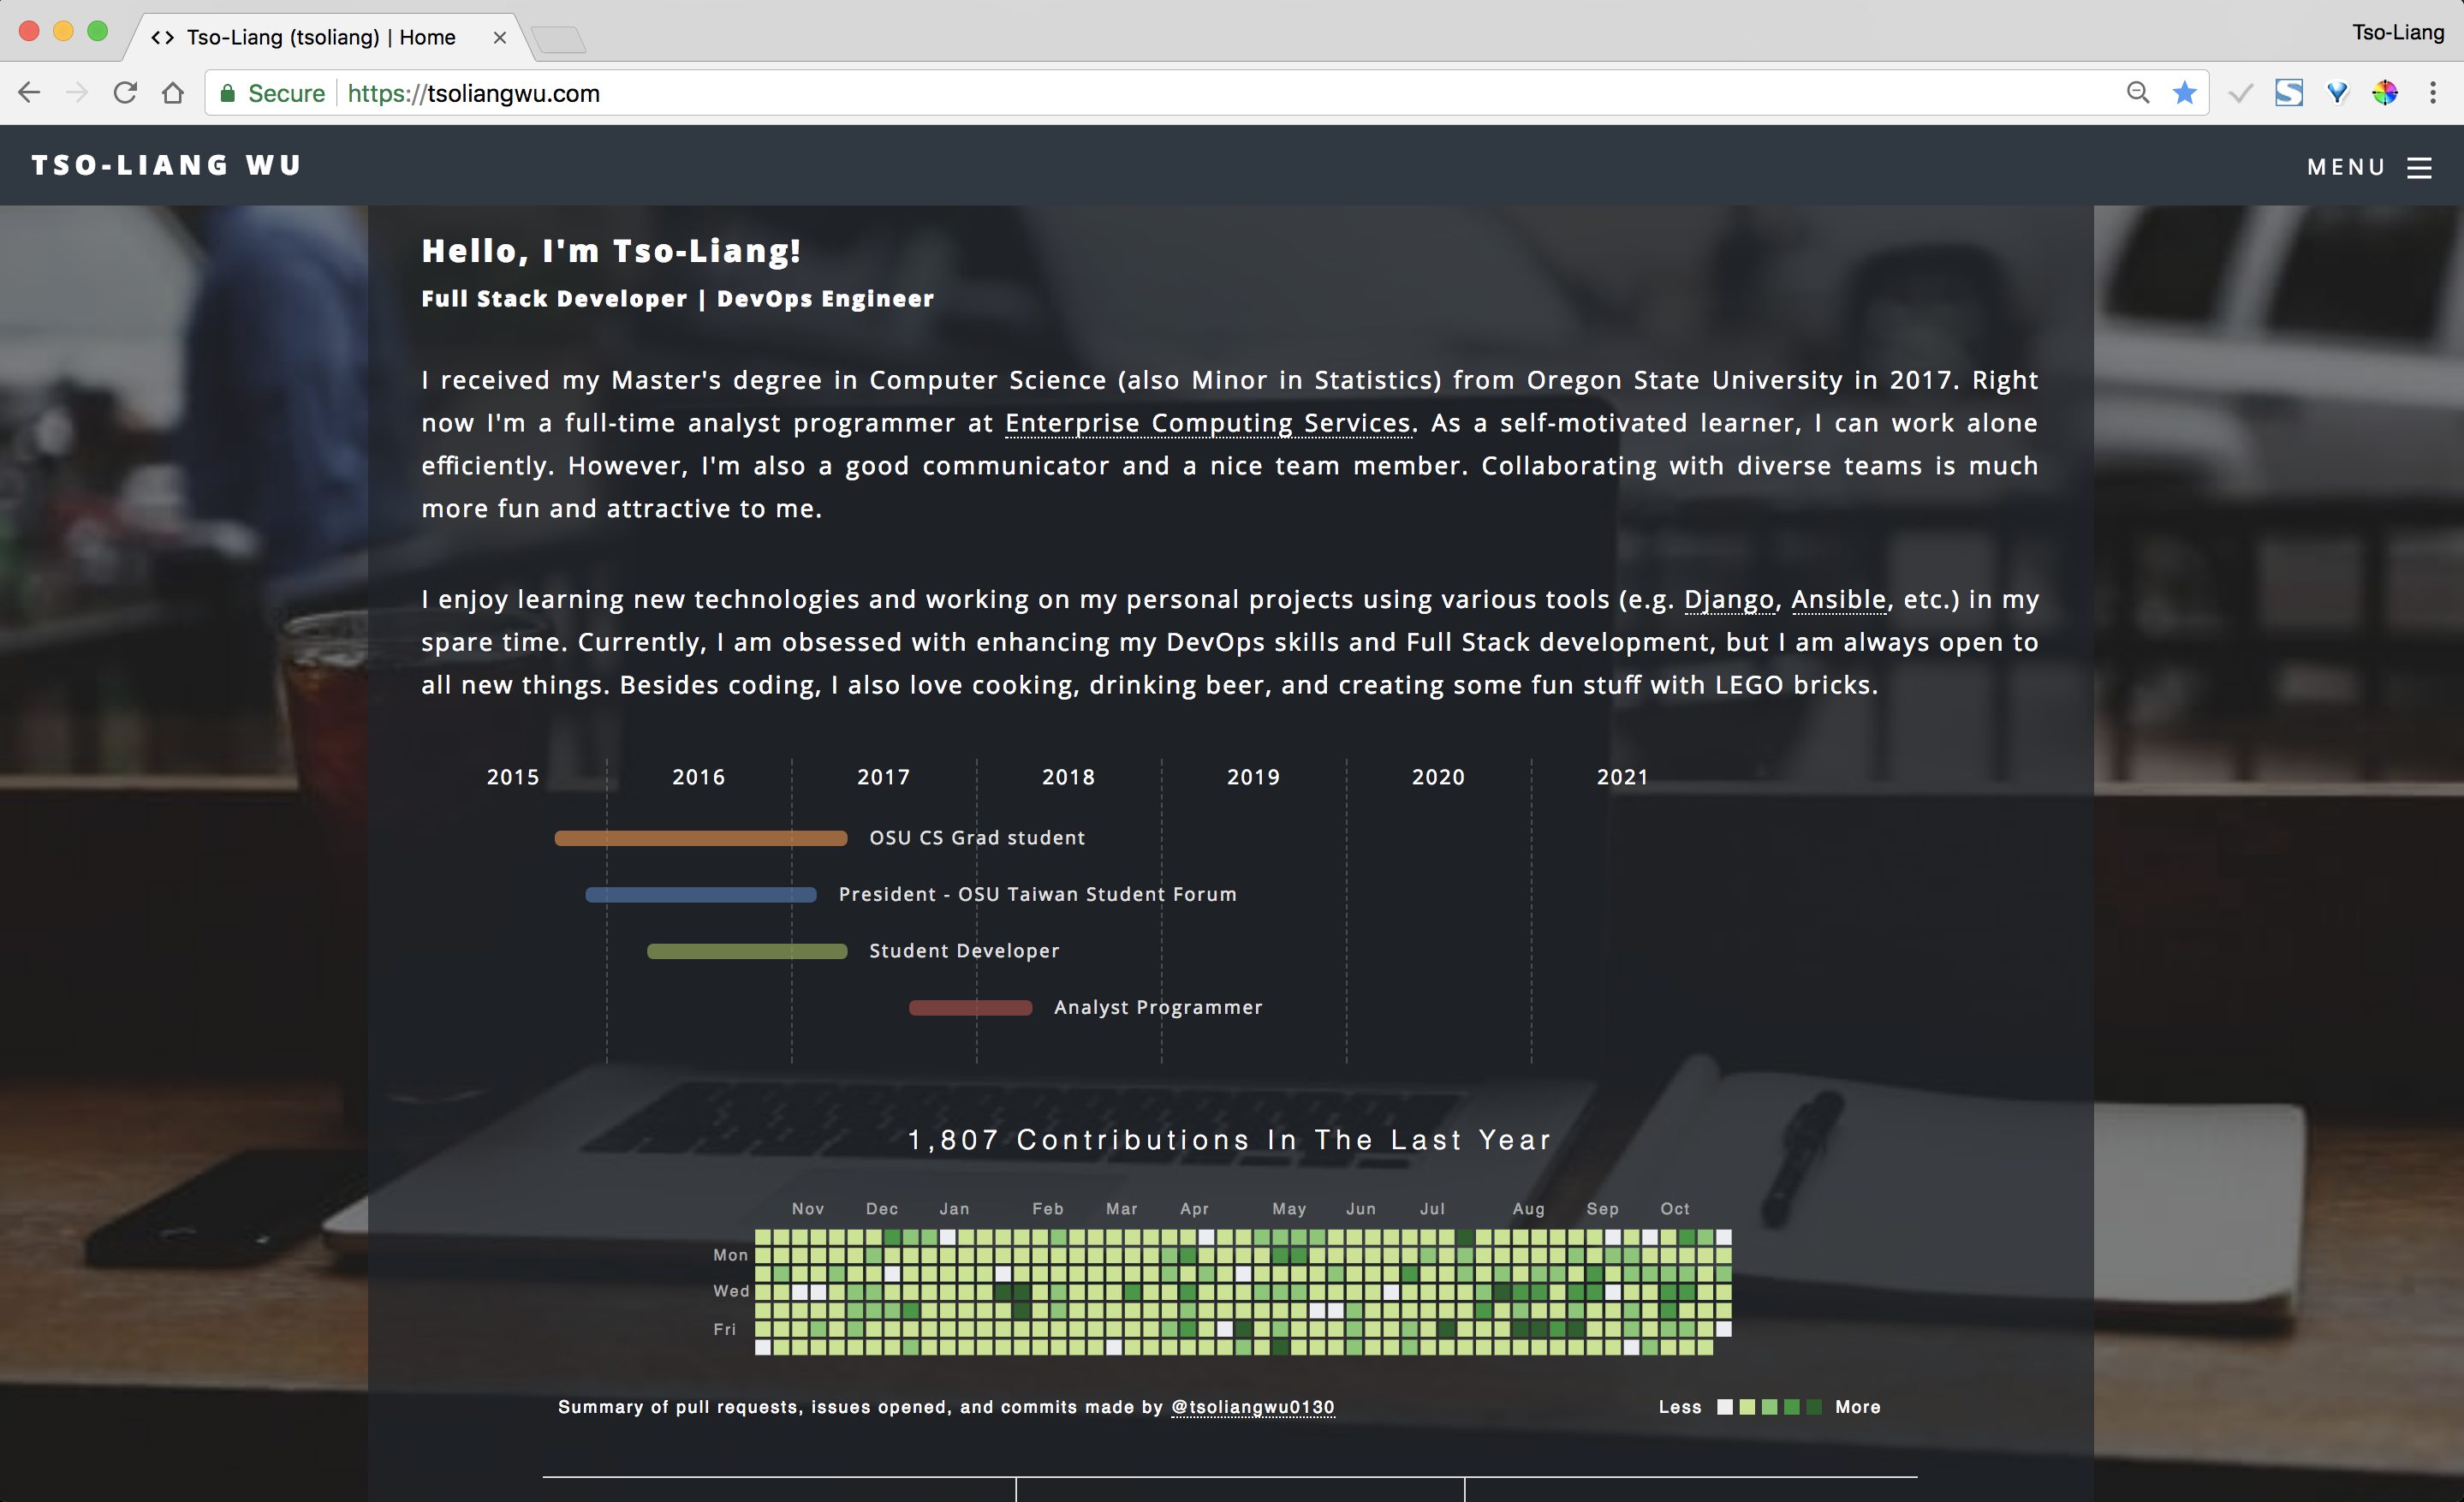 Tso-Liang (tsoliang) | Home
Tso-Liang
Secure https://tsoliangwu.com
TSO-LIANG WU
MENU
Hello, I'm Tso-Liang!
Full Stack Developer | DevOps Engineer
I received my Master's degree in Computer Science (also Minor in Statistics) from Oregon State University in 2017. Right
now I'm a full-time analyst programmer at Enterprise Computing Services. As a self-motivated learner, I can work alone
efficiently. However, I'm also a good communicator and a nice team member. Collaborating with diverse teams is much
more fun and attractive to me.
I enjoy learning new technologies and working on my personal projects using various tools (e.g. Django, Ansible, etc.) in my
spare time. Currently, I am obsessed with enhancing my DevOps skills and Full Stack development, but I am always open to
all new things. Besides coding, I also love cooking, drinking beer, and creating some fun stuff with LEGO bricks.
2015 2016 2017 2018 2019 2020 2021
OSU CS Grad student
President - OSU Taiwan Student Forum
Student Developer
Analyst Programmer
1,807 Contributions In The Last Year
Nov Dec Jan Feb Mar Apr May Jun Jul Aug Sep Oct
Mon
Wed
Fri
Summary of pull requests, issues opened, and commits made by @tsoliangwu0130
Less More